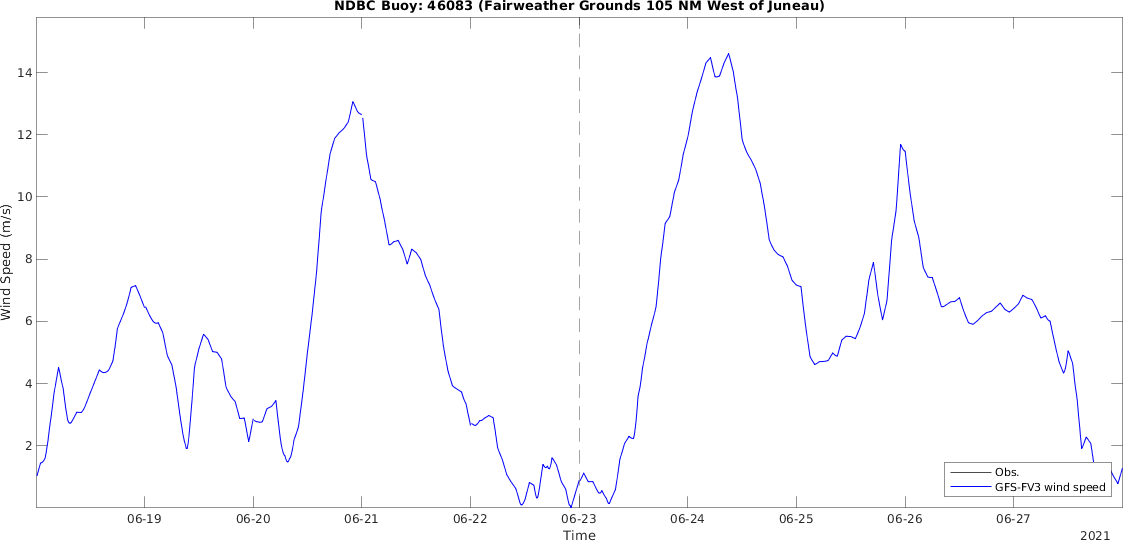 NDBC Buoy: 46083 (Fairweather Grounds 105 NM West of Juneau)
Wind Speed (m/s)
14
12
10
8
6
4
2
Obs.
GFS-FV3 wind speed
06-19 06-20 06-21 06-22 06-23 06-24 06-25 06-26 06-27
Time
2021